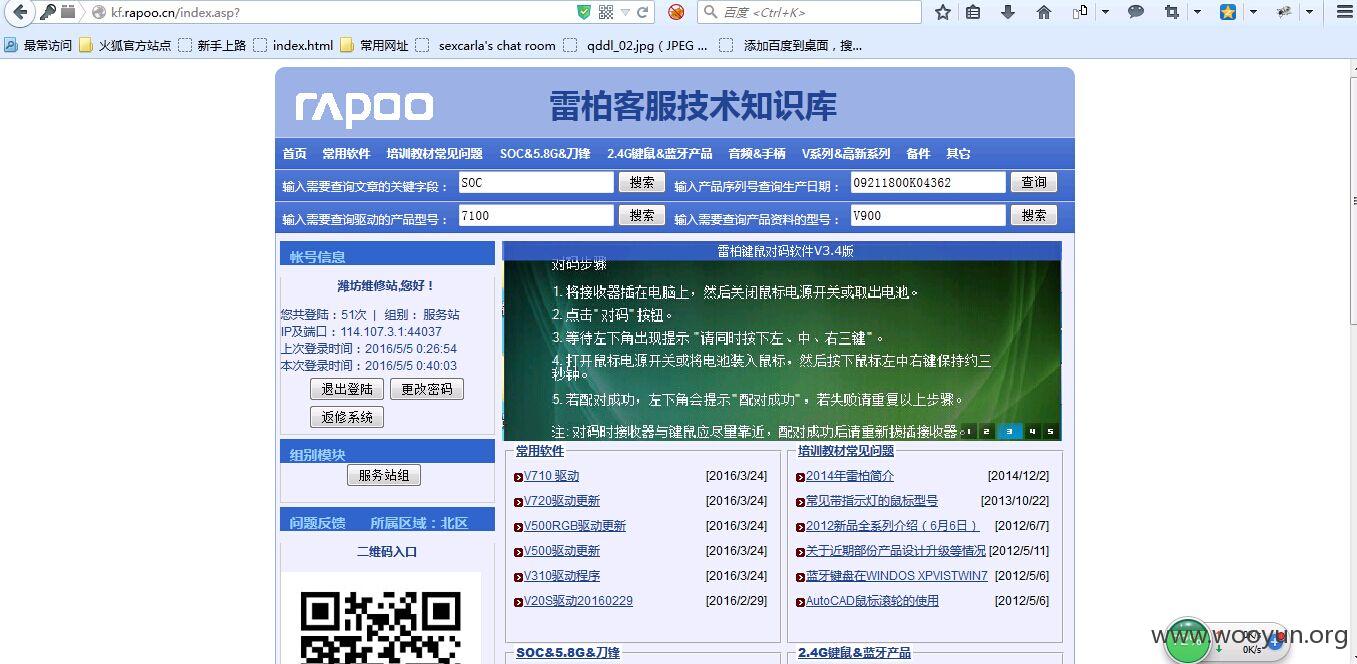 kf.rapoo.cn/index.asp?
百度 <Ctrl+K>
最常访问 火狐官方站点 新手上路 index.html 常用网址 sexcarla's chat room qddl_02.jpg ( JPEG ... 添加百度到桌面，搜...
rapoo 雷柏客服技术知识库
首页 常用软件 培训教材常见问题 SOC&5.8G&刀锋 2.4G键鼠&蓝牙产品 音频&手柄 V系列&高新系列 备件 其它
输入需要查询文章的关键字段： SOC 搜索 输入产品序列号查询生产日期： 09211800K04362 查询
输入需要查询驱动的产品型号： 7100 搜索 输入需要查询产品资料的型号： V900 搜索
帐号信息
潍坊维修站,您好！
您共登陆：51次 | 组别： 服务站
IP及端口：114.107.3.1:44037
上次登录时间：2016/5/5 0:26:54
本次登录时间：2016/5/5 0:40:03
退出登陆 更改密码
返修系统
组别模块
服务站组
问题反馈 所属区域：北区
二维码入口
雷柏键鼠对码软件V3.4版
对码步骤
1. 将接收器插在电脑上，然后关闭鼠标电源开关或取出电池。
2. 点击"对码"按钮。
3. 等待左下角出现提示 "请同时按下左、中、右三键" 。
4. 打开鼠标电源开关或将电池装入鼠标，然后按下鼠标左中右键保持约三
秒钟。
5. 若配对成功，左下角会提示"配对成功"，若失败请重复以上步骤。
注: 对码时接收器与键鼠应尽量靠近，配对成功后请重新拔插接收器。
1 2 3 4 5
常用软件
V710 驱动 [2016/3/24]
V720驱动更新 [2016/3/24]
V500RGB驱动更新 [2016/3/24]
V500驱动更新 [2016/3/24]
V310驱动程序 [2016/3/24]
V20S驱动20160229 [2016/2/29]
培训教材常见问题
2014年雷柏简介 [2014/12/2]
常见带指示灯的鼠标型号 [2013/10/22]
2012新品全系列介绍（6月6日） [2012/6/7]
关于近期部份产品设计升级等情况 [2012/5/11]
蓝牙键盘在WINDOS XPVISTWIN7 [2012/5/6]
AutoCAD鼠标滚轮的使用 [2012/5/6]
SOC&5.8G&刀锋
2.4G键鼠&蓝牙产品
www.wooyun.org
0K/s